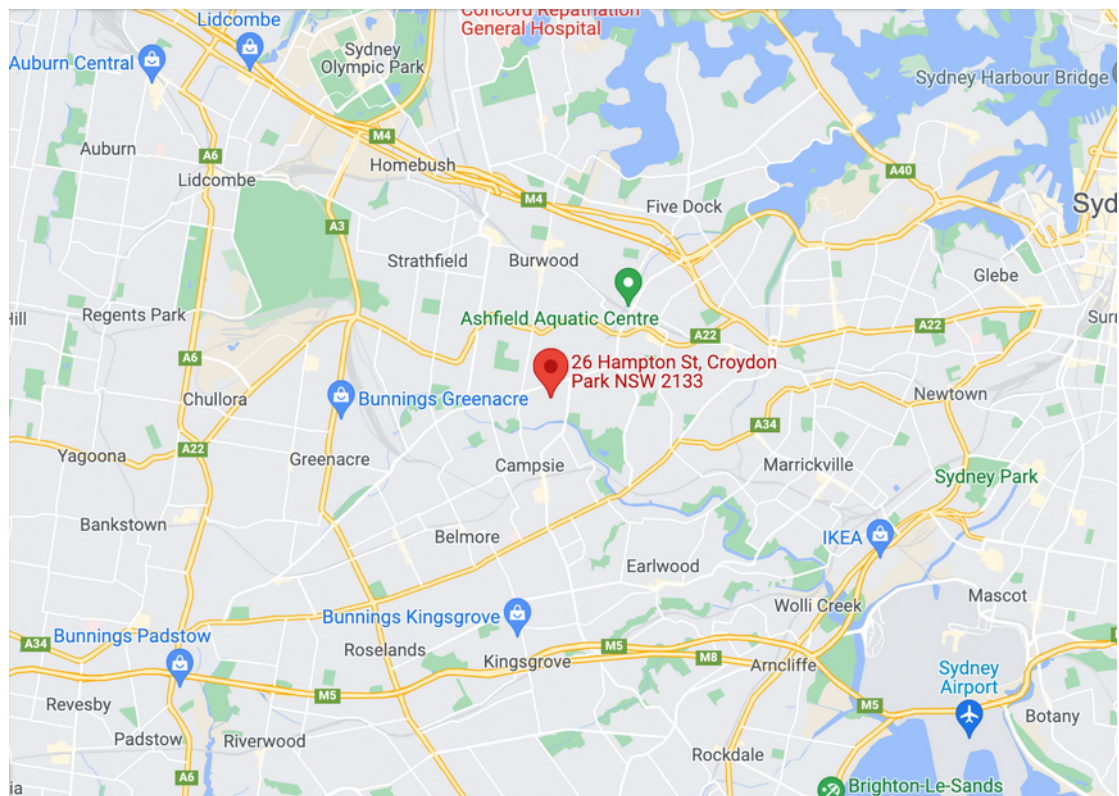 Concord Repatriation
General Hospital
Lidcombe
Sydney
Olympic Park
Auburn Central
Sydney Harbour Bridge
M4
Auburn
A6
Homebush
A40
Lidcombe
M4
Five Dock
Syd
A3
Strathfield
Burwood
Glebe
Hill
Regents Park
Ashfield Aquatic Centre
A22
A22
Surr
A6
26 Hampton St, Croydon
Park NSW 2133
Chullora
Bunnings Greenacre
Newtown
A34
A22
Yagoona
Greenacre
Campsie
Marrickville
Sydney Park
Bankstown
Belmore
IKEA
Earlwood
Mascot
Wolli Creek
Bunnings Kingsgrove
A34
Bunnings Padstow
Roselands
M5
Kingsgrove
M8
Arncliffe
Sydney
Airport
M5
Revesby
M5
Botany
Padstow
Riverwood
Rockdale
A6
ia
Brighton-Le-Sands